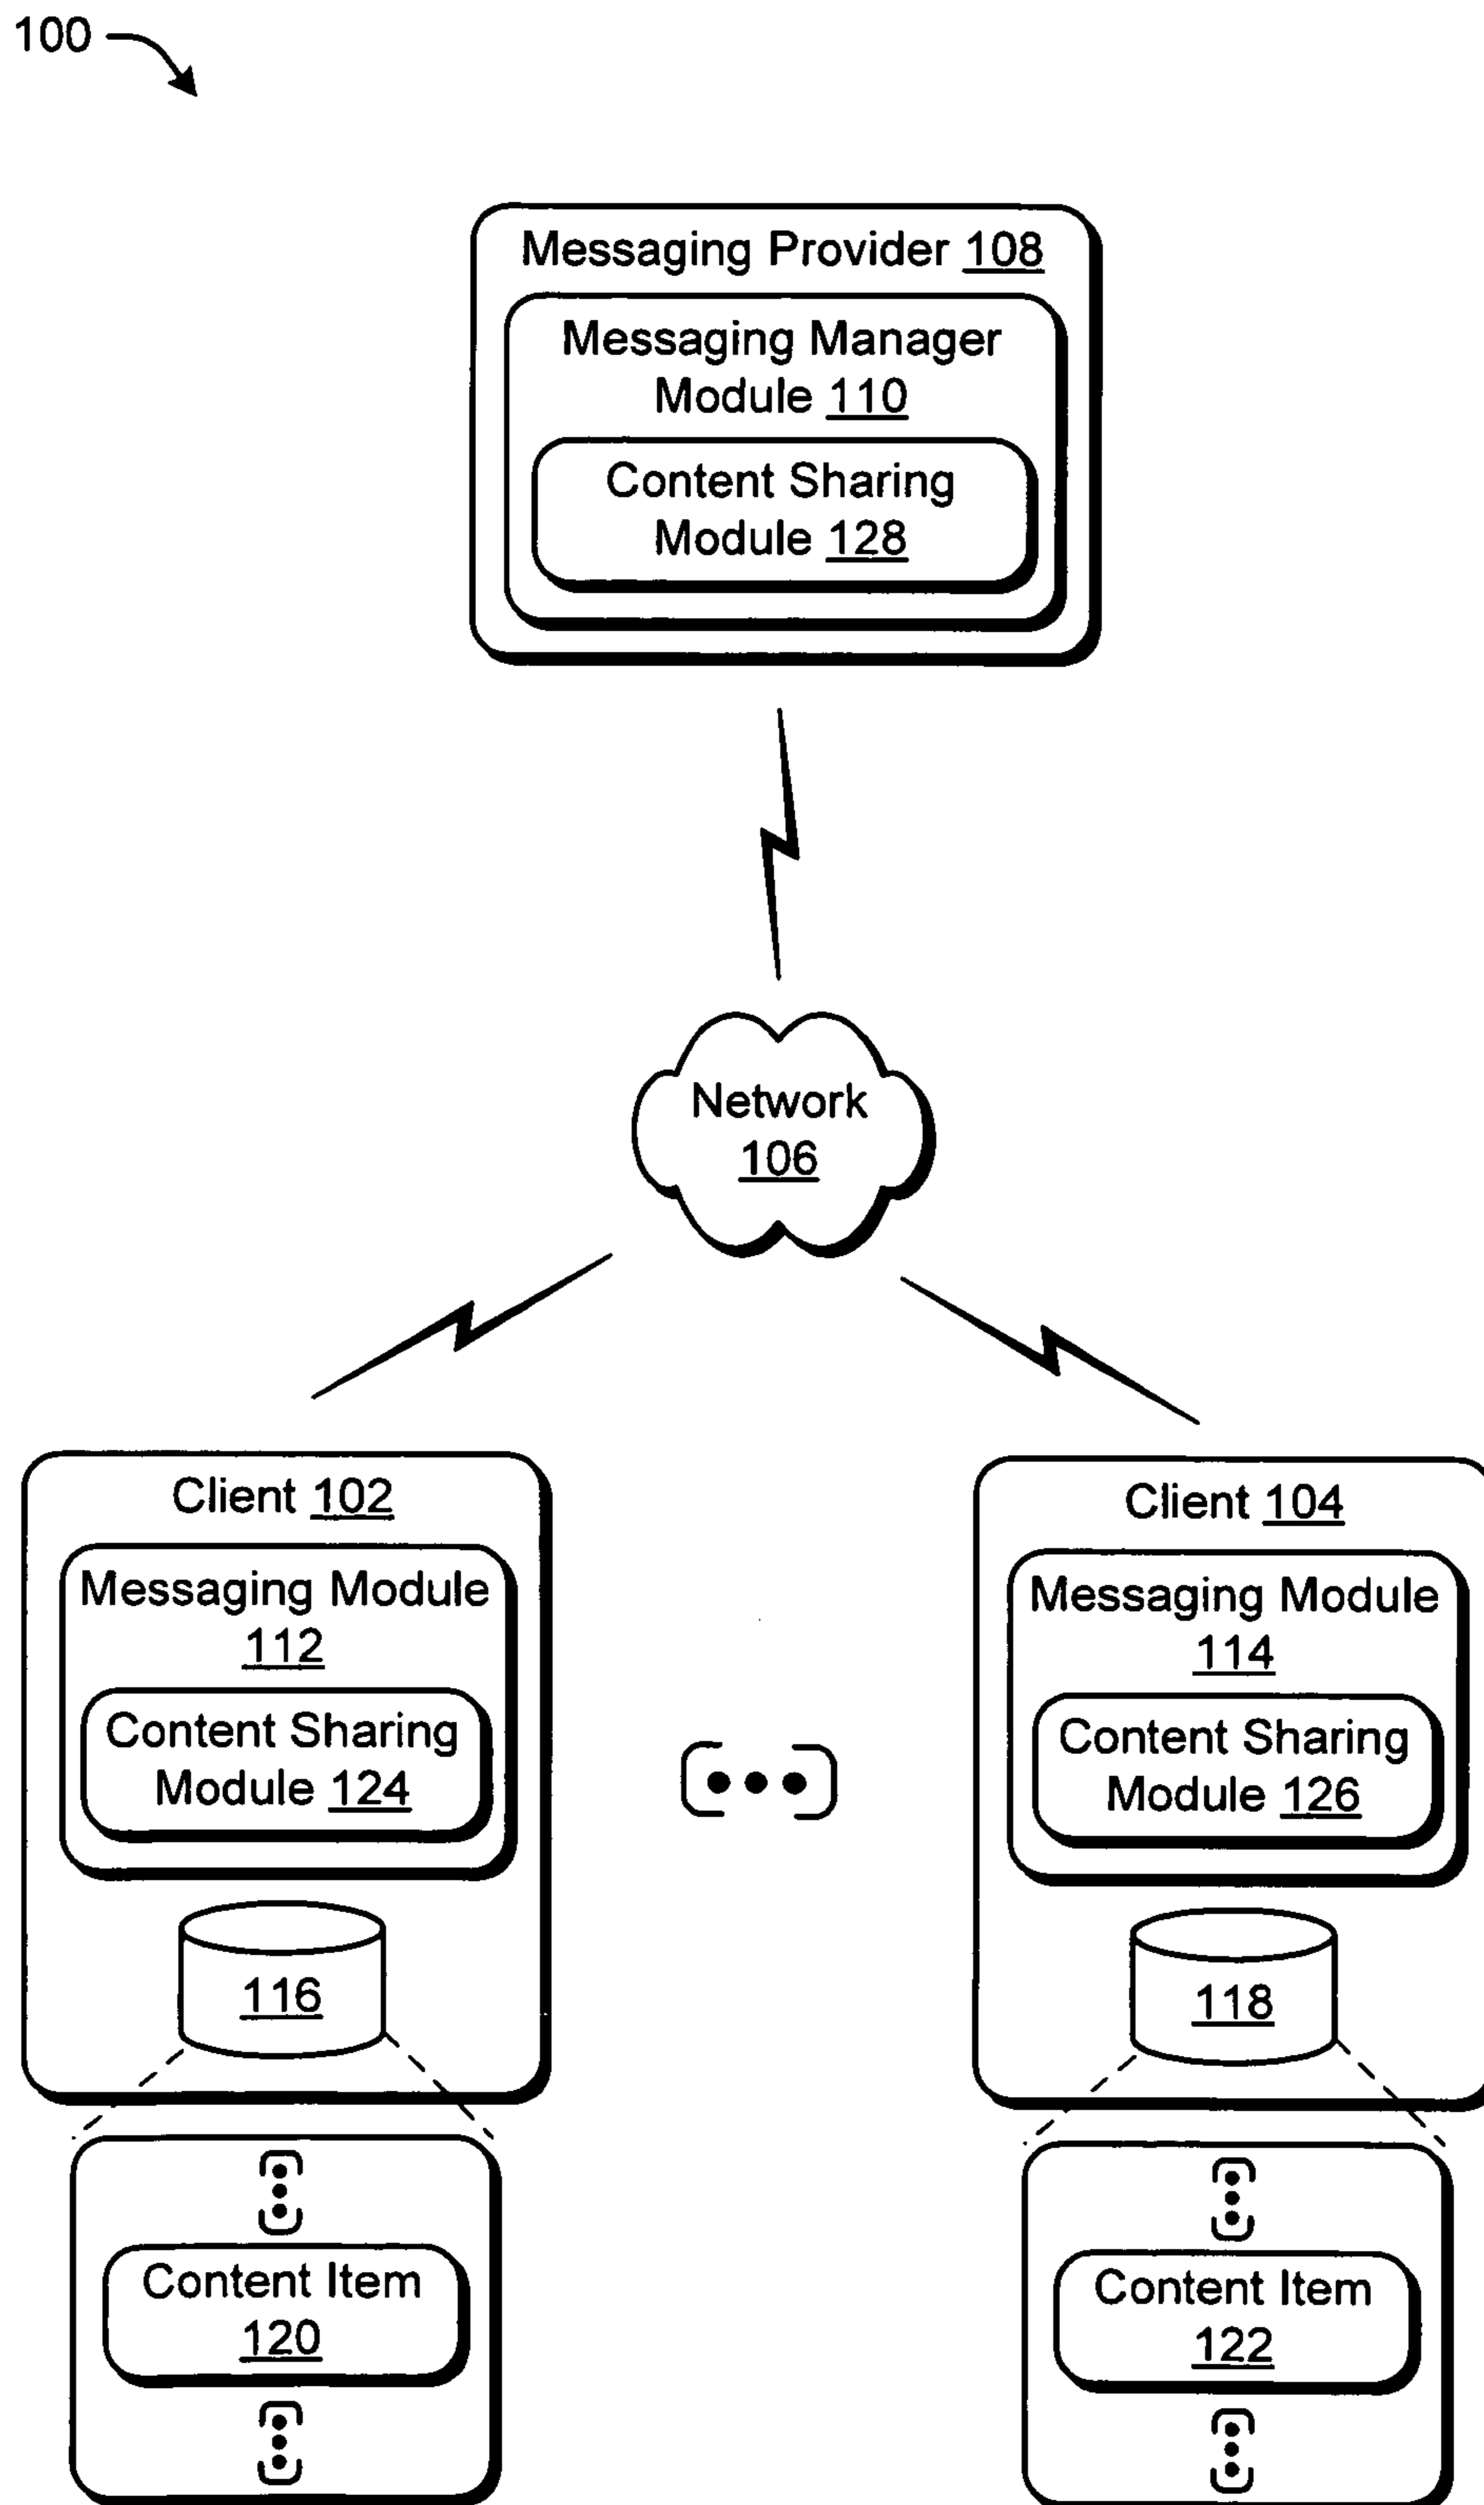 100
Messaging Provider 108
Messaging Manager
Module 110
Content Sharing
Module 128
Network
106
Client 102
Messaging Module
112
Content Sharing
Module 124
116
Content Item
120
Client 104
Messaging Module
114
Content Sharing
Module 126
118
Content Item
122